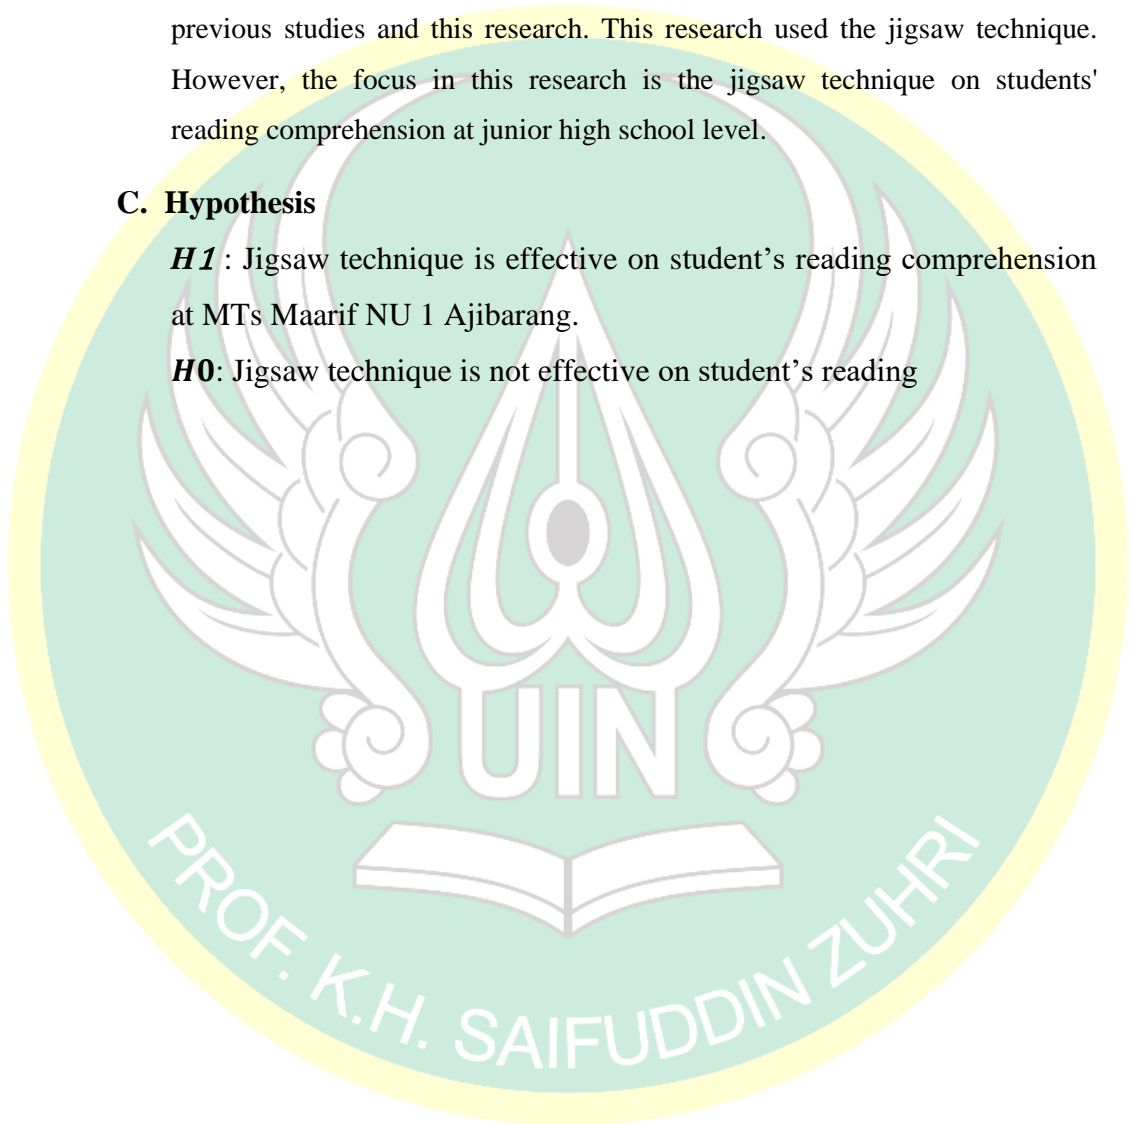 previous studies and this research. This research used the jigsaw technique.
However, the focus in this research is the jigsaw technique on students'
reading comprehension at junior high school level.
C. Hypothesis
H1 : Jigsaw technique is effective on student’s reading comprehension
at MTs Maarif NU 1 Ajibarang.
H0: Jigsaw technique is not effective on student’s reading
UIN
PROF. K.H. SAIFUDDIN ZUHRI